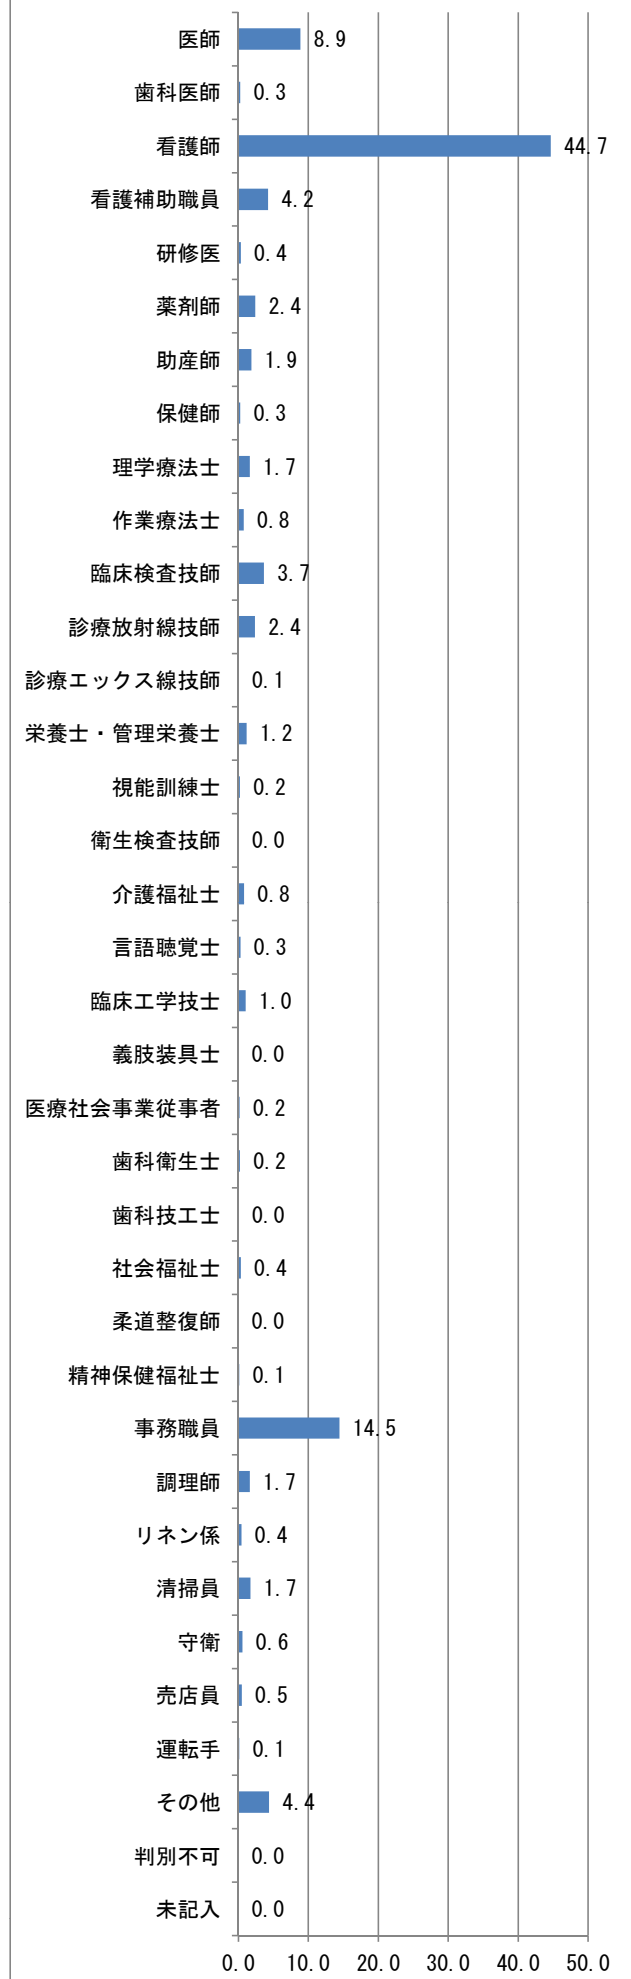 医師 8.9
歯科医師 0.3
看護師 44.7
看護補助職員 4.2
研修医 0.4
薬剤師 2.4
助産師 1.9
保健師 0.3
理学療法士 1.7
作業療法士 0.8
臨床検査技師 3.7
診療放射線技師 2.4
診療エックス線技師 0.1
栄養士・管理栄養士 1.2
視能訓練士 0.2
衛生検査技師 0.0
介護福祉士 0.8
言語聴覚士 0.3
臨床工学技士 1.0
義肢装具士 0.0
医療社会事業従事者 0.2
歯科衛生士 0.2
歯科技工士 0.0
社会福祉士 0.4
柔道整復師 0.0
精神保健福祉士 0.1
事務職員 14.5
調理師 1.7
リネン係 0.4
清掃員 1.7
守衛 0.6
売店員 0.5
運転手 0.1
その他 4.4
判別不可 0.0
未記入 0.0
0.0 10.0 20.0 30.0 40.0 50.0